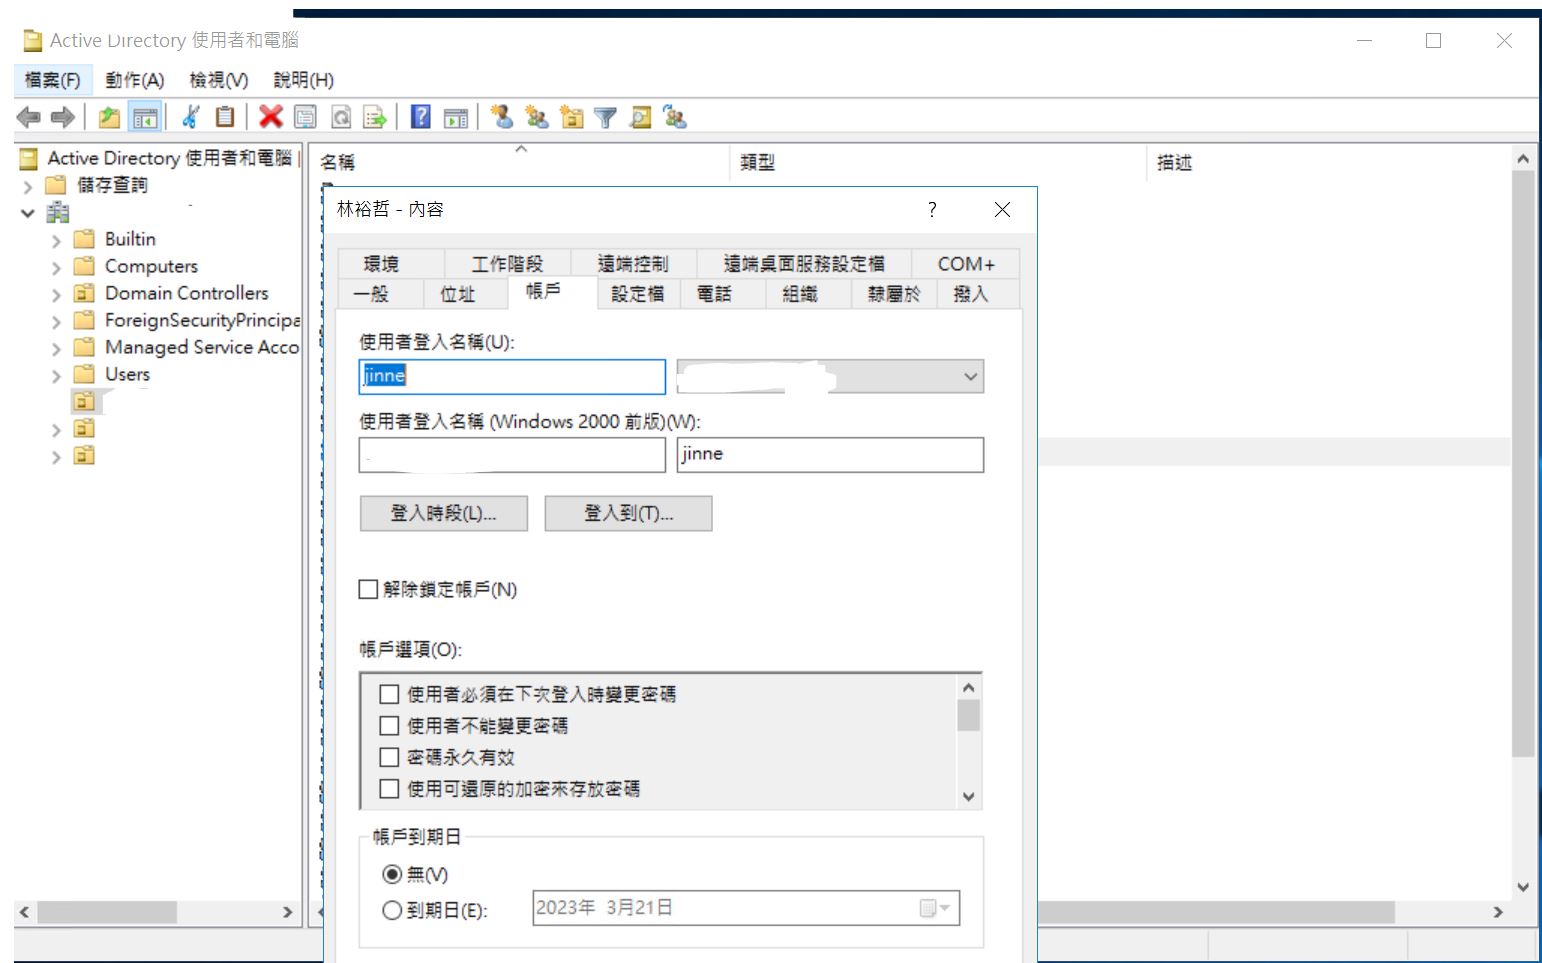 Active Directory 使用者和電腦
檔案(F) 動作(A) 檢視(V) 說明(H)
Active Directory 使用者和電腦
儲存查詢
Builtin
Computers
Domain Controllers
ForeignSecurityPrincipa
Managed Service Acco
Users
名稱 類型 描述
林裕哲 - 內容
環境 工作階段 遠端控制 遠端桌面服務設定檔 COM+
一般 位址 帳戶 設定檔 電話 組織 隸屬於 撥入
使用者登入名稱(U):
jinne
使用者登入名稱 (Windows 2000 前版)(W):
jinne
登入時段(L)... 登入到(T)...
解除鎖定帳戶(N)
帳戶選項(O):
使用者必須在下次登入時變更密碼
使用者不能變更密碼
密碼永久有效
使用可還原的加密來存放密碼
帳戶到期日
無(V)
到期日(E): 2023年 3月21日